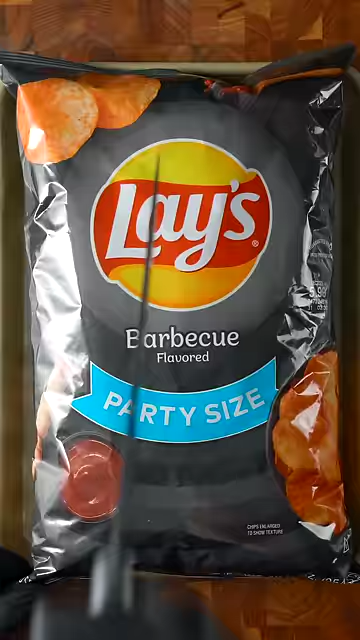 Lay's®
Barbecue
Flavored
PARTY SIZE
CHIPS ENLARGED
TO SHOW TEXTURE